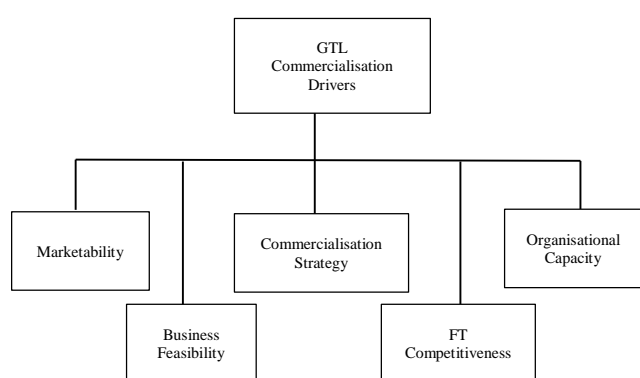 GTL
Commercialisation
Drivers
Marketability
Commercialisation
Strategy
Organisational
Capacity
Business
Feasibility
FT
Competitiveness